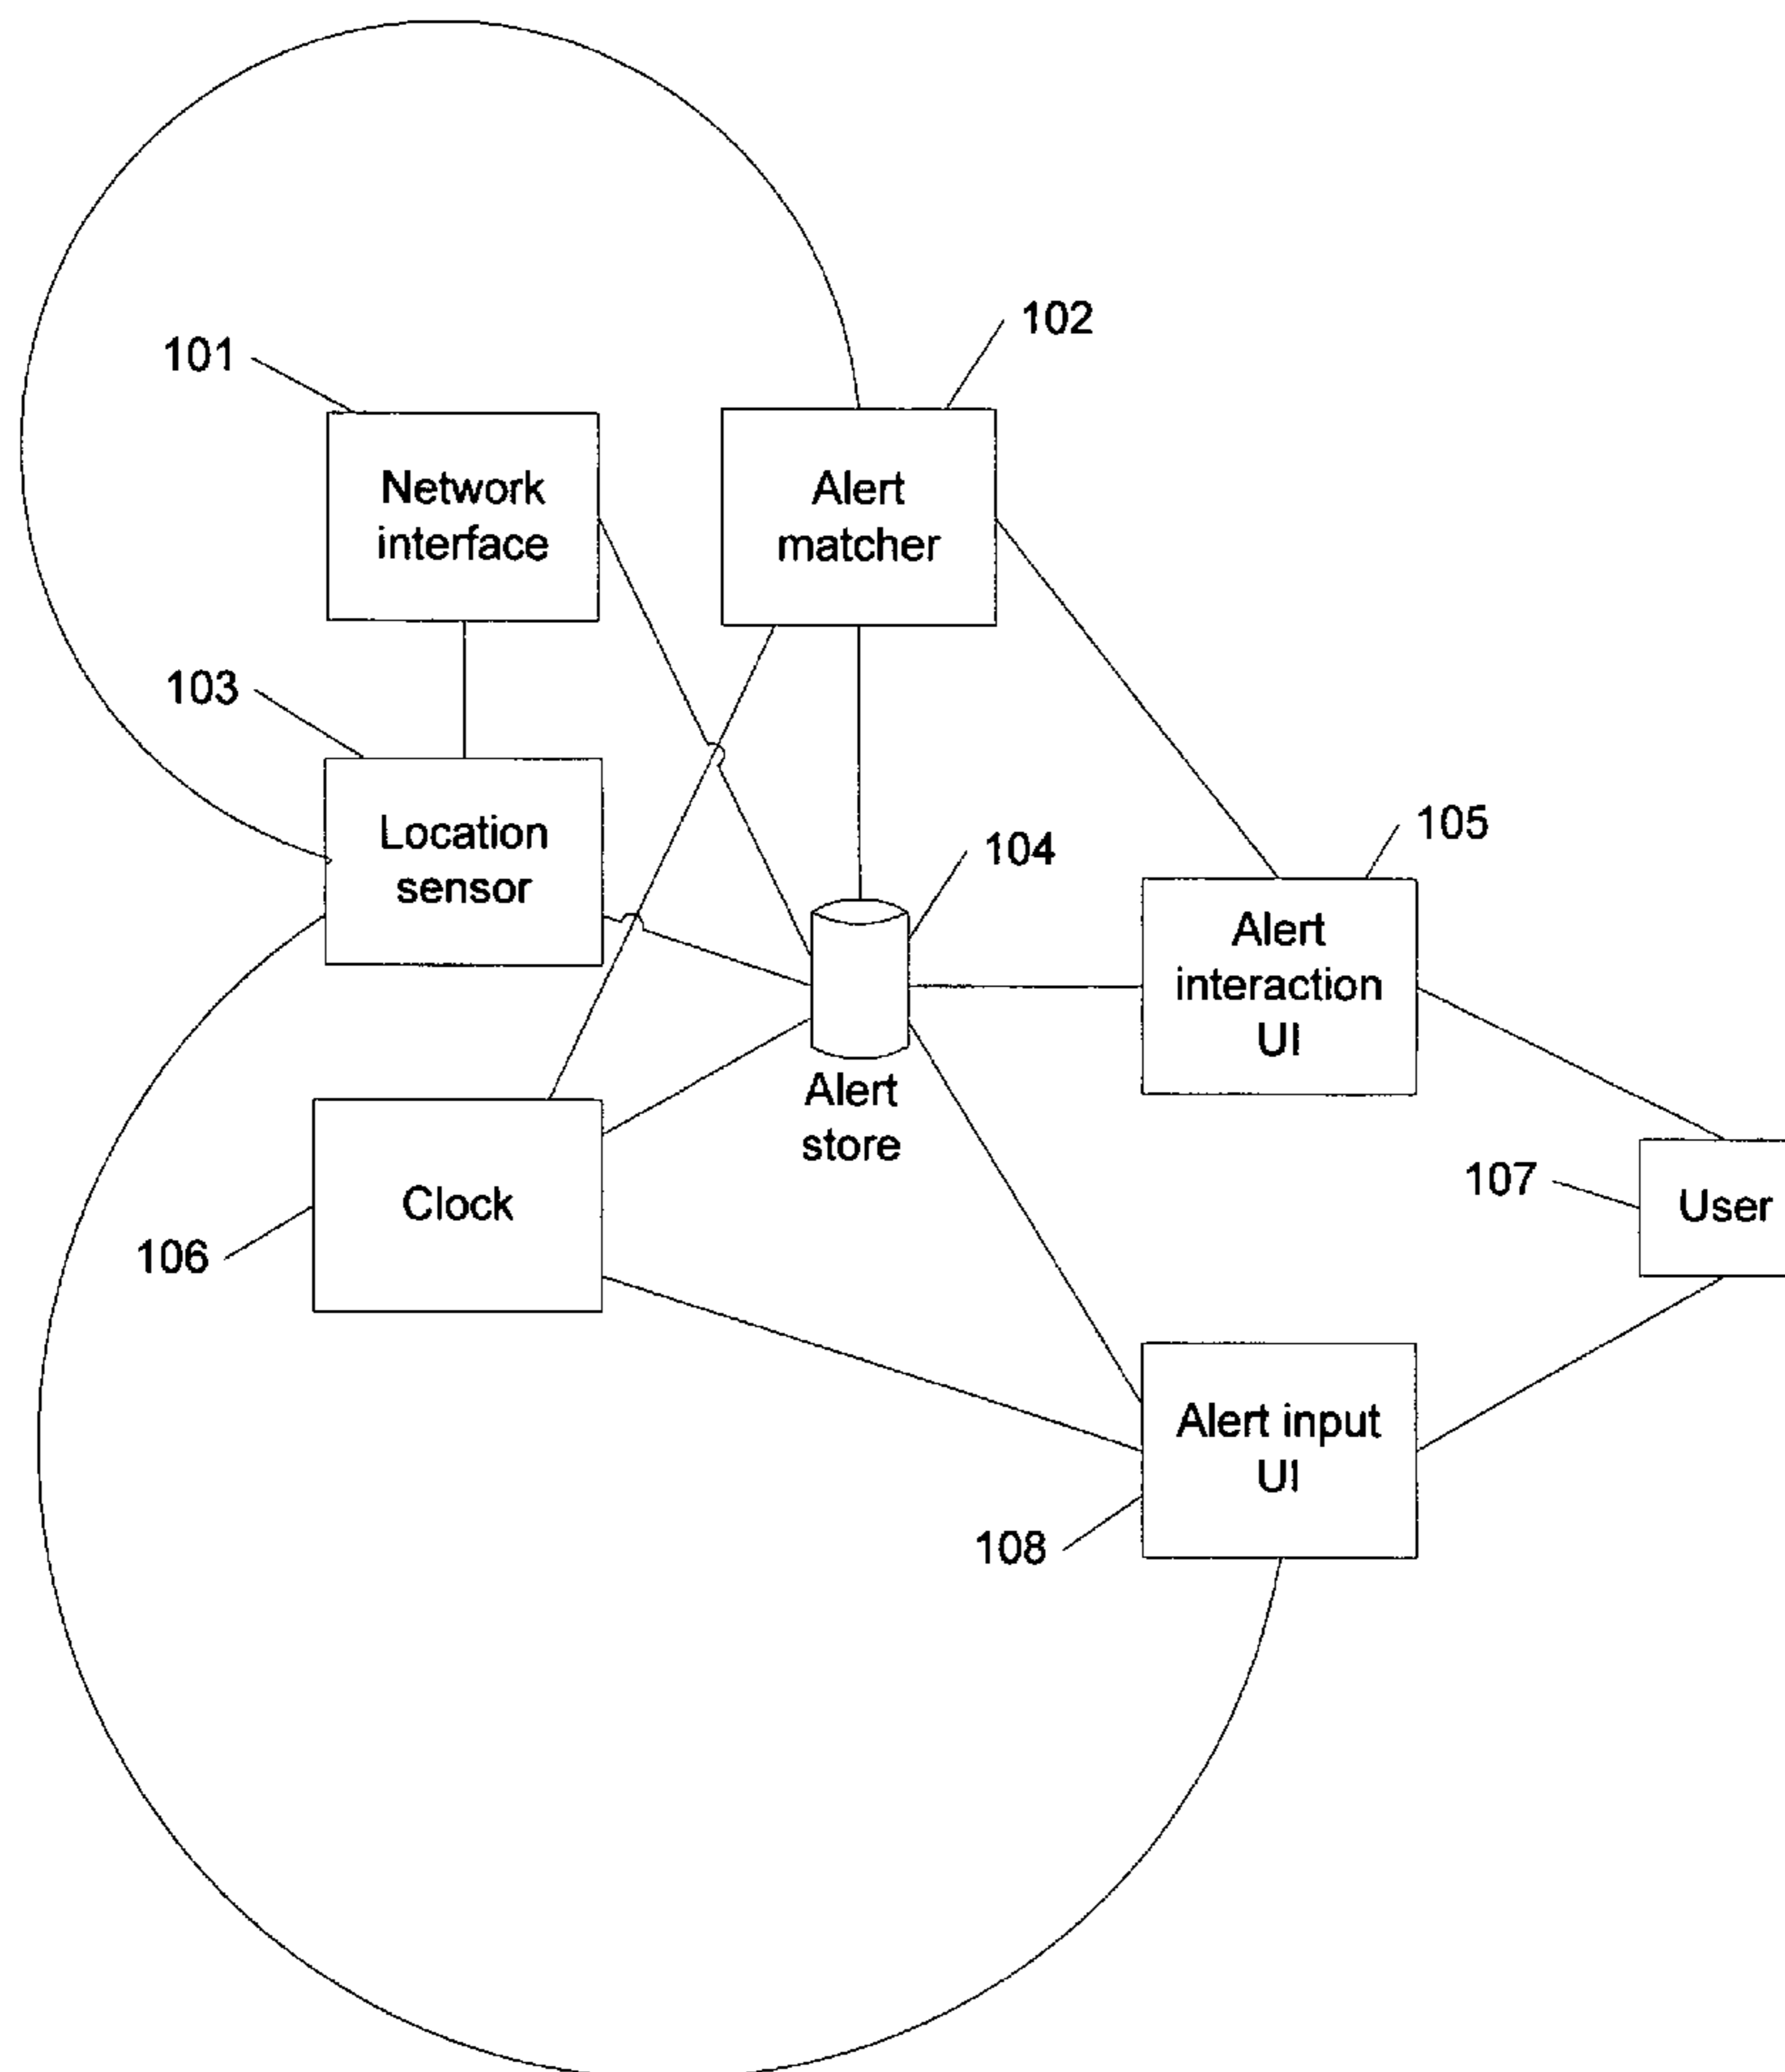 102
101
Network
interface
Alert
matcher
103
Location
sensor
104
105
Alert
interaction
UI
Alert
store
107
User
Clock
106
Alert input
UI
108